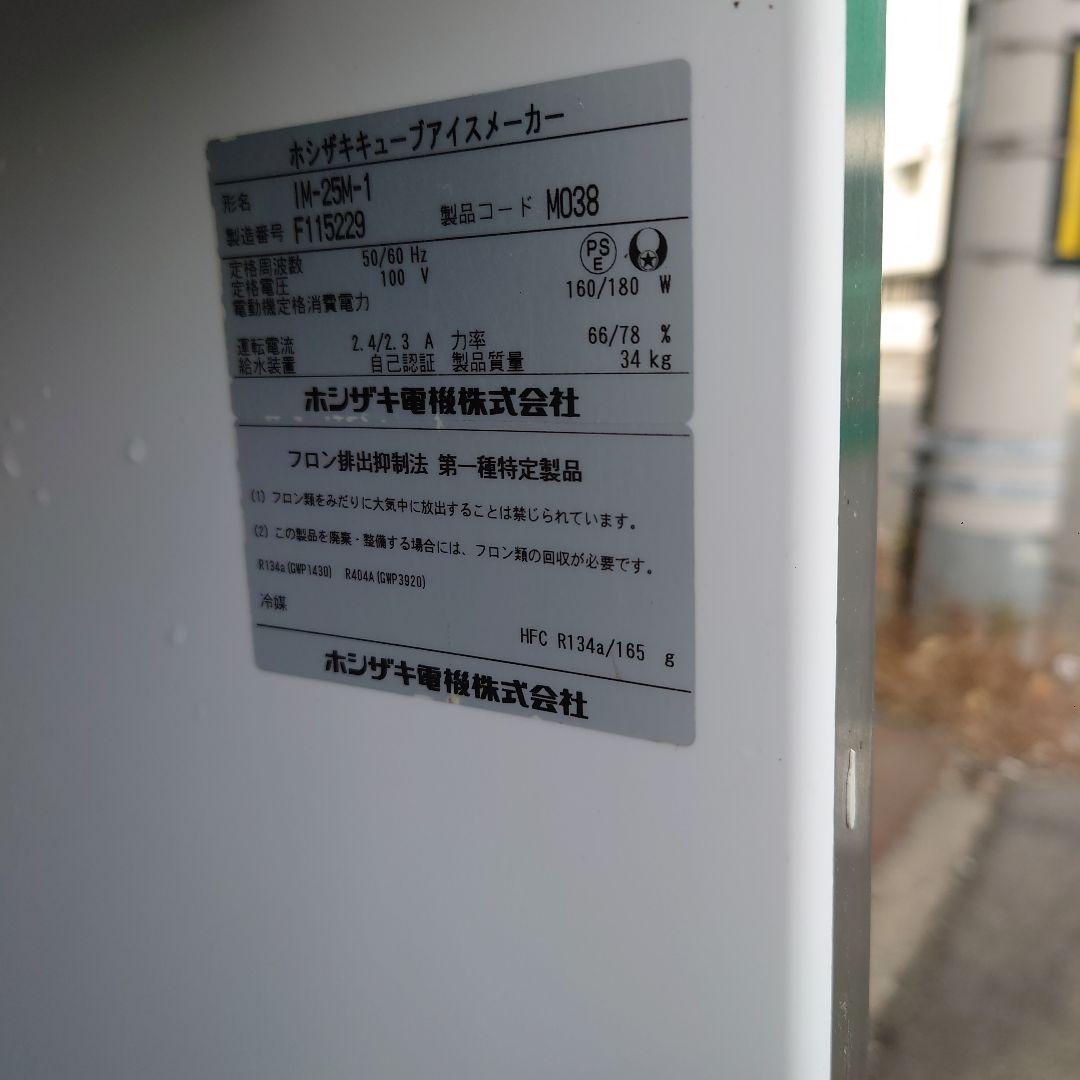 ホシザキキューブアイスメーカー
形名 IM-25M-1
製造番号 F115229 製品コード M038
定格周波数 50/60 Hz
定格電圧 100 V
電動機定格消費電力 160/180 W
PS
E
運転電流 2.4/2.3 A 力率 66/78 %
給水装置 自己認証 製品質量 34 kg
ホシザキ電機株式会社
フロン排出抑制法 第一種特定製品
(1) フロン類をみだりに大気中に放出することは禁じられています。
(2) この製品を廃棄・整備する場合には、フロン類の回収が必要です。
R134a(GWP1430) R404A(GWP3920)
冷媒
HFC R134a/165 g
ホシザキ電機株式会社